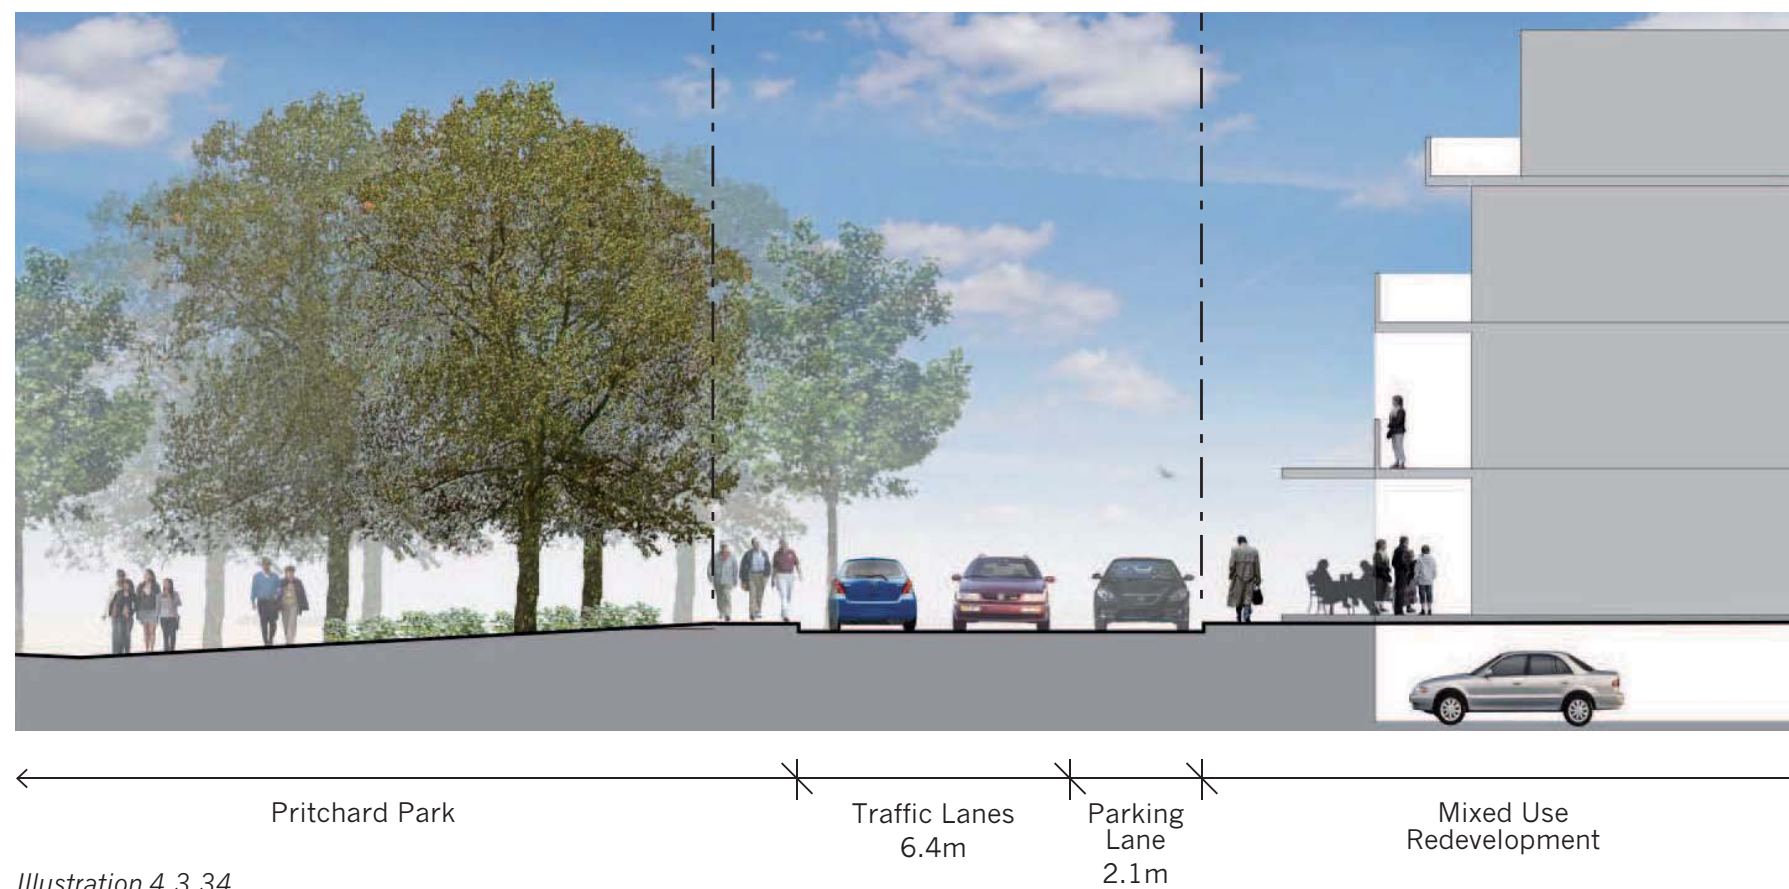 Pritchard Park
Traffic Lanes
6.4m
Parking
Lane
2.1m
Mixed Use
Redevelopment
Illustration 4.3.34